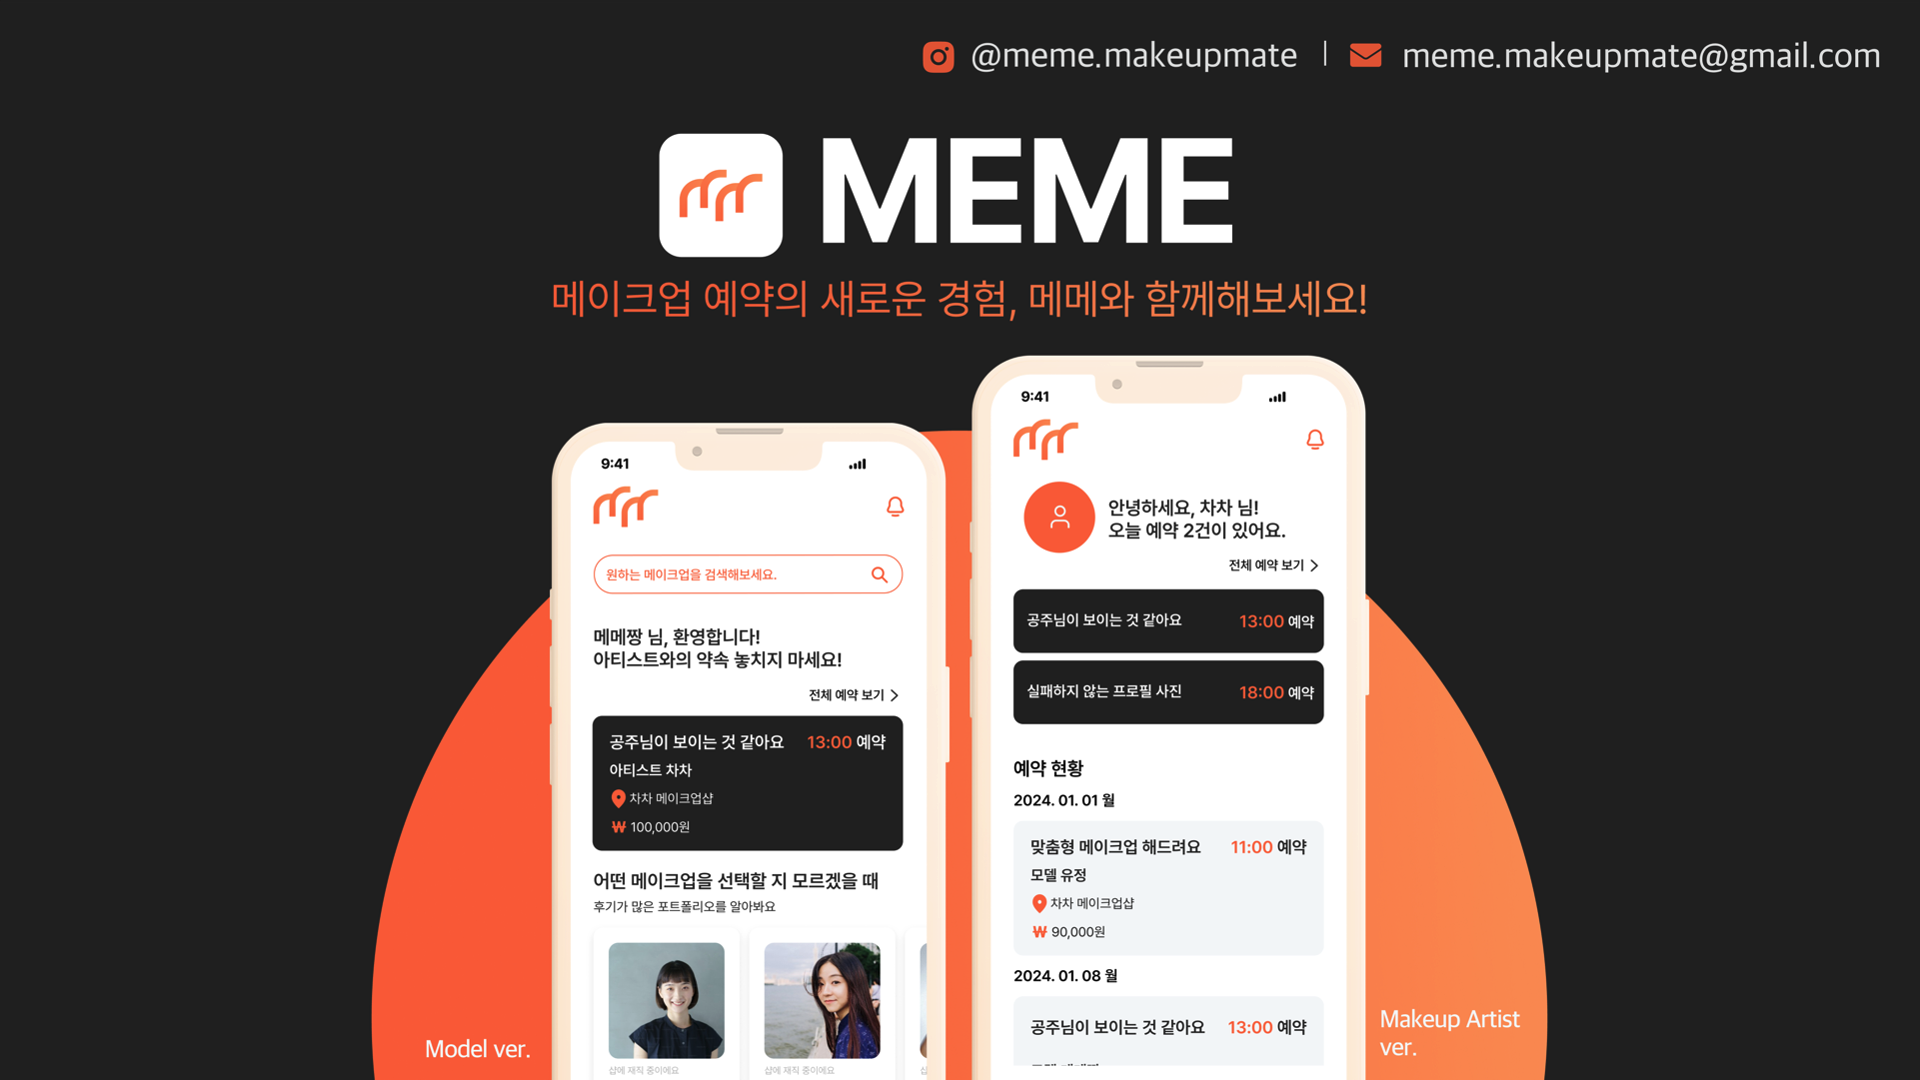 @meme.makeupmate | meme.makeupmate@gmail.com
MEME
메이크업 예약의 새로운 경험, 메메와 함께해보세요!
9:41
원하는 메이크업을 검색해보세요.
메메짱 님, 환영합니다!
아티스트와의 약속 놓치지 마세요!
전체 예약 보기 >
공주님이 보이는 것 같아요 13:00 예약
아티스트 차차
차차 메이크업샵
₩ 100,000원
어떤 메이크업을 선택할 지 모르겠을 때
후기가 많은 포트폴리오를 알아봐요
샵에 재직 중이에요
샵에 재직 중이에요
Model ver.
9:41
안녕하세요, 차차 님!
오늘 예약 2건이 있어요.
전체 예약 보기 >
공주님이 보이는 것 같아요 13:00 예약
실패하지 않는 프로필 사진 18:00 예약
예약 현황
2024. 01. 01 월
맞춤형 메이크업 해드려요 11:00 예약
모델 유정
차차 메이크업샵
₩ 90,000원
2024. 01. 08 월
공주님이 보이는 것 같아요 13:00 예약
Makeup Artist
ver.